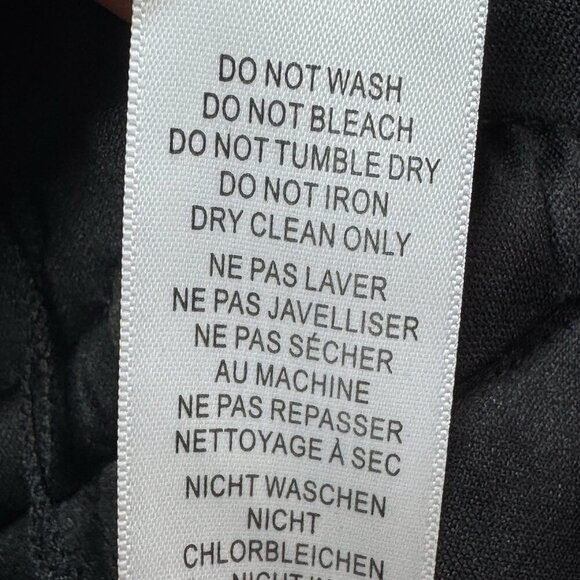 DO NOT WASH
DO NOT BLEACH
DO NOT TUMBLE DRY
DO NOT IRON
DRY CLEAN ONLY
NE PAS LAVER
NE PAS JAVELLISER
NE PAS SÉCHER
AU MACHINE
NE PAS REPASSER
NETTOYAGE À SEC
NICHT WASCHEN
NICHT
CHLORBLEICHEN
NICHT